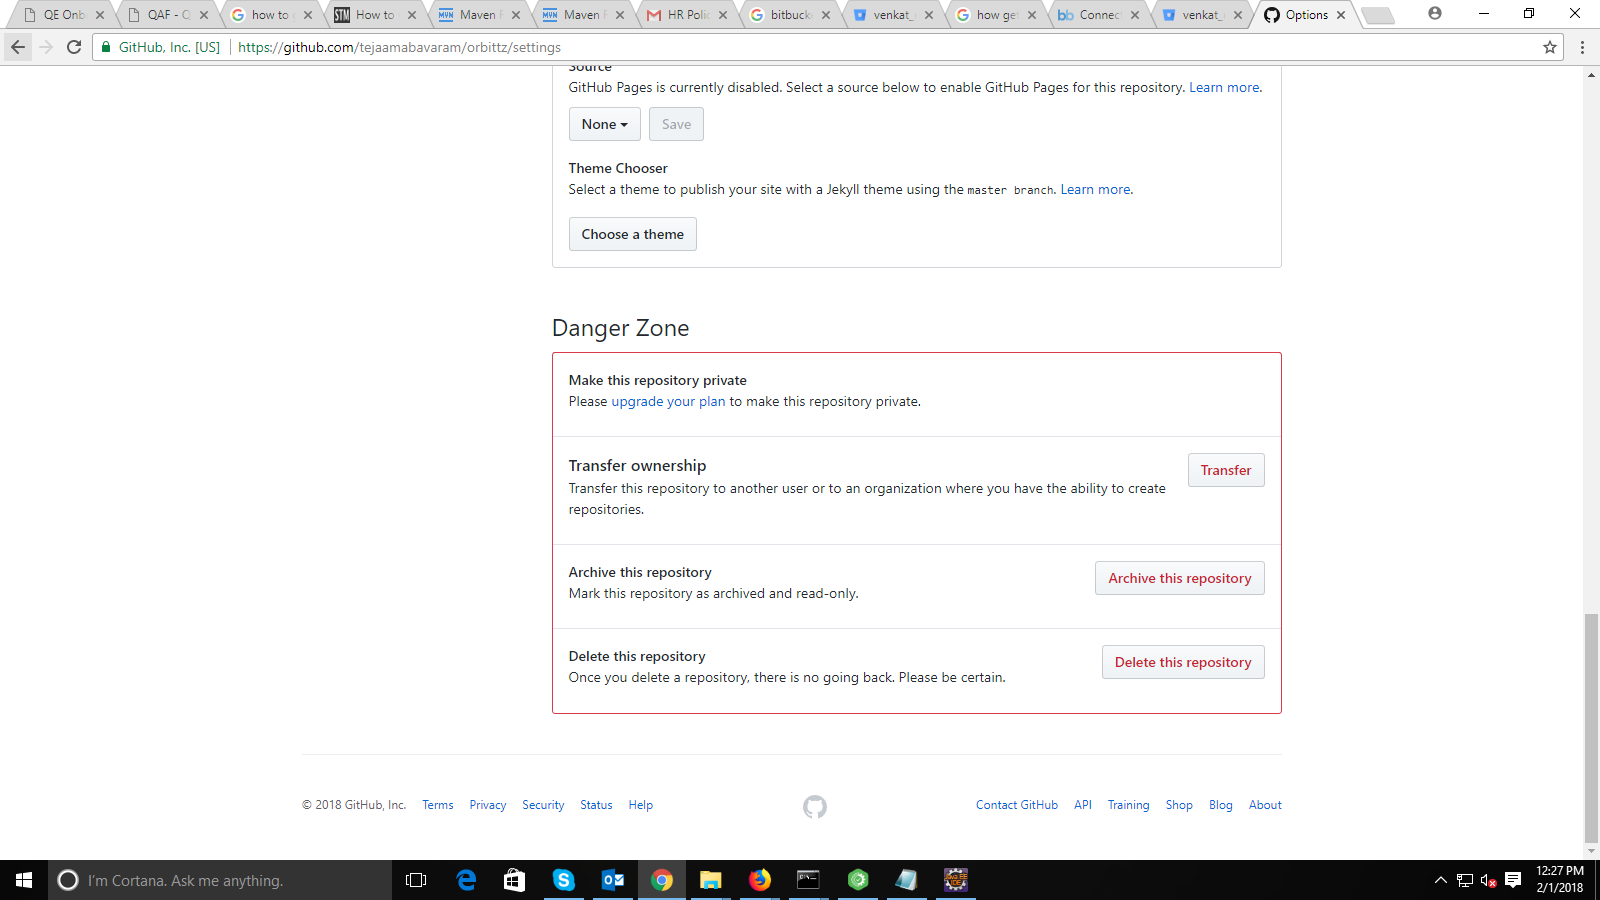 QE Onb
QAF - Q
how to
How to
Maven
Maven
HR Polic
bitbuck
venkat_
how get
Connect
venkat_
Options
GitHub, Inc. [US]
https://github.com/tejaamabavaram/orbittz/settings
Source
GitHub Pages is currently disabled. Select a source below to enable GitHub Pages for this repository. Learn more.
None
Save
Theme Chooser
Select a theme to publish your site with a Jekyll theme using the master branch. Learn more.
Choose a theme
Danger Zone
Make this repository private
Please upgrade your plan to make this repository private.
Transfer ownership
Transfer
Transfer this repository to another user or to an organization where you have the ability to create
repositories.
Archive this repository
Archive this repository
Mark this repository as archived and read-only.
Delete this repository
Delete this repository
Once you delete a repository, there is no going back. Please be certain.
© 2018 GitHub, Inc. Terms Privacy Security Status Help
Contact GitHub API Training Shop Blog About
I'm Cortana. Ask me anything.
12:27 PM
2/1/2018